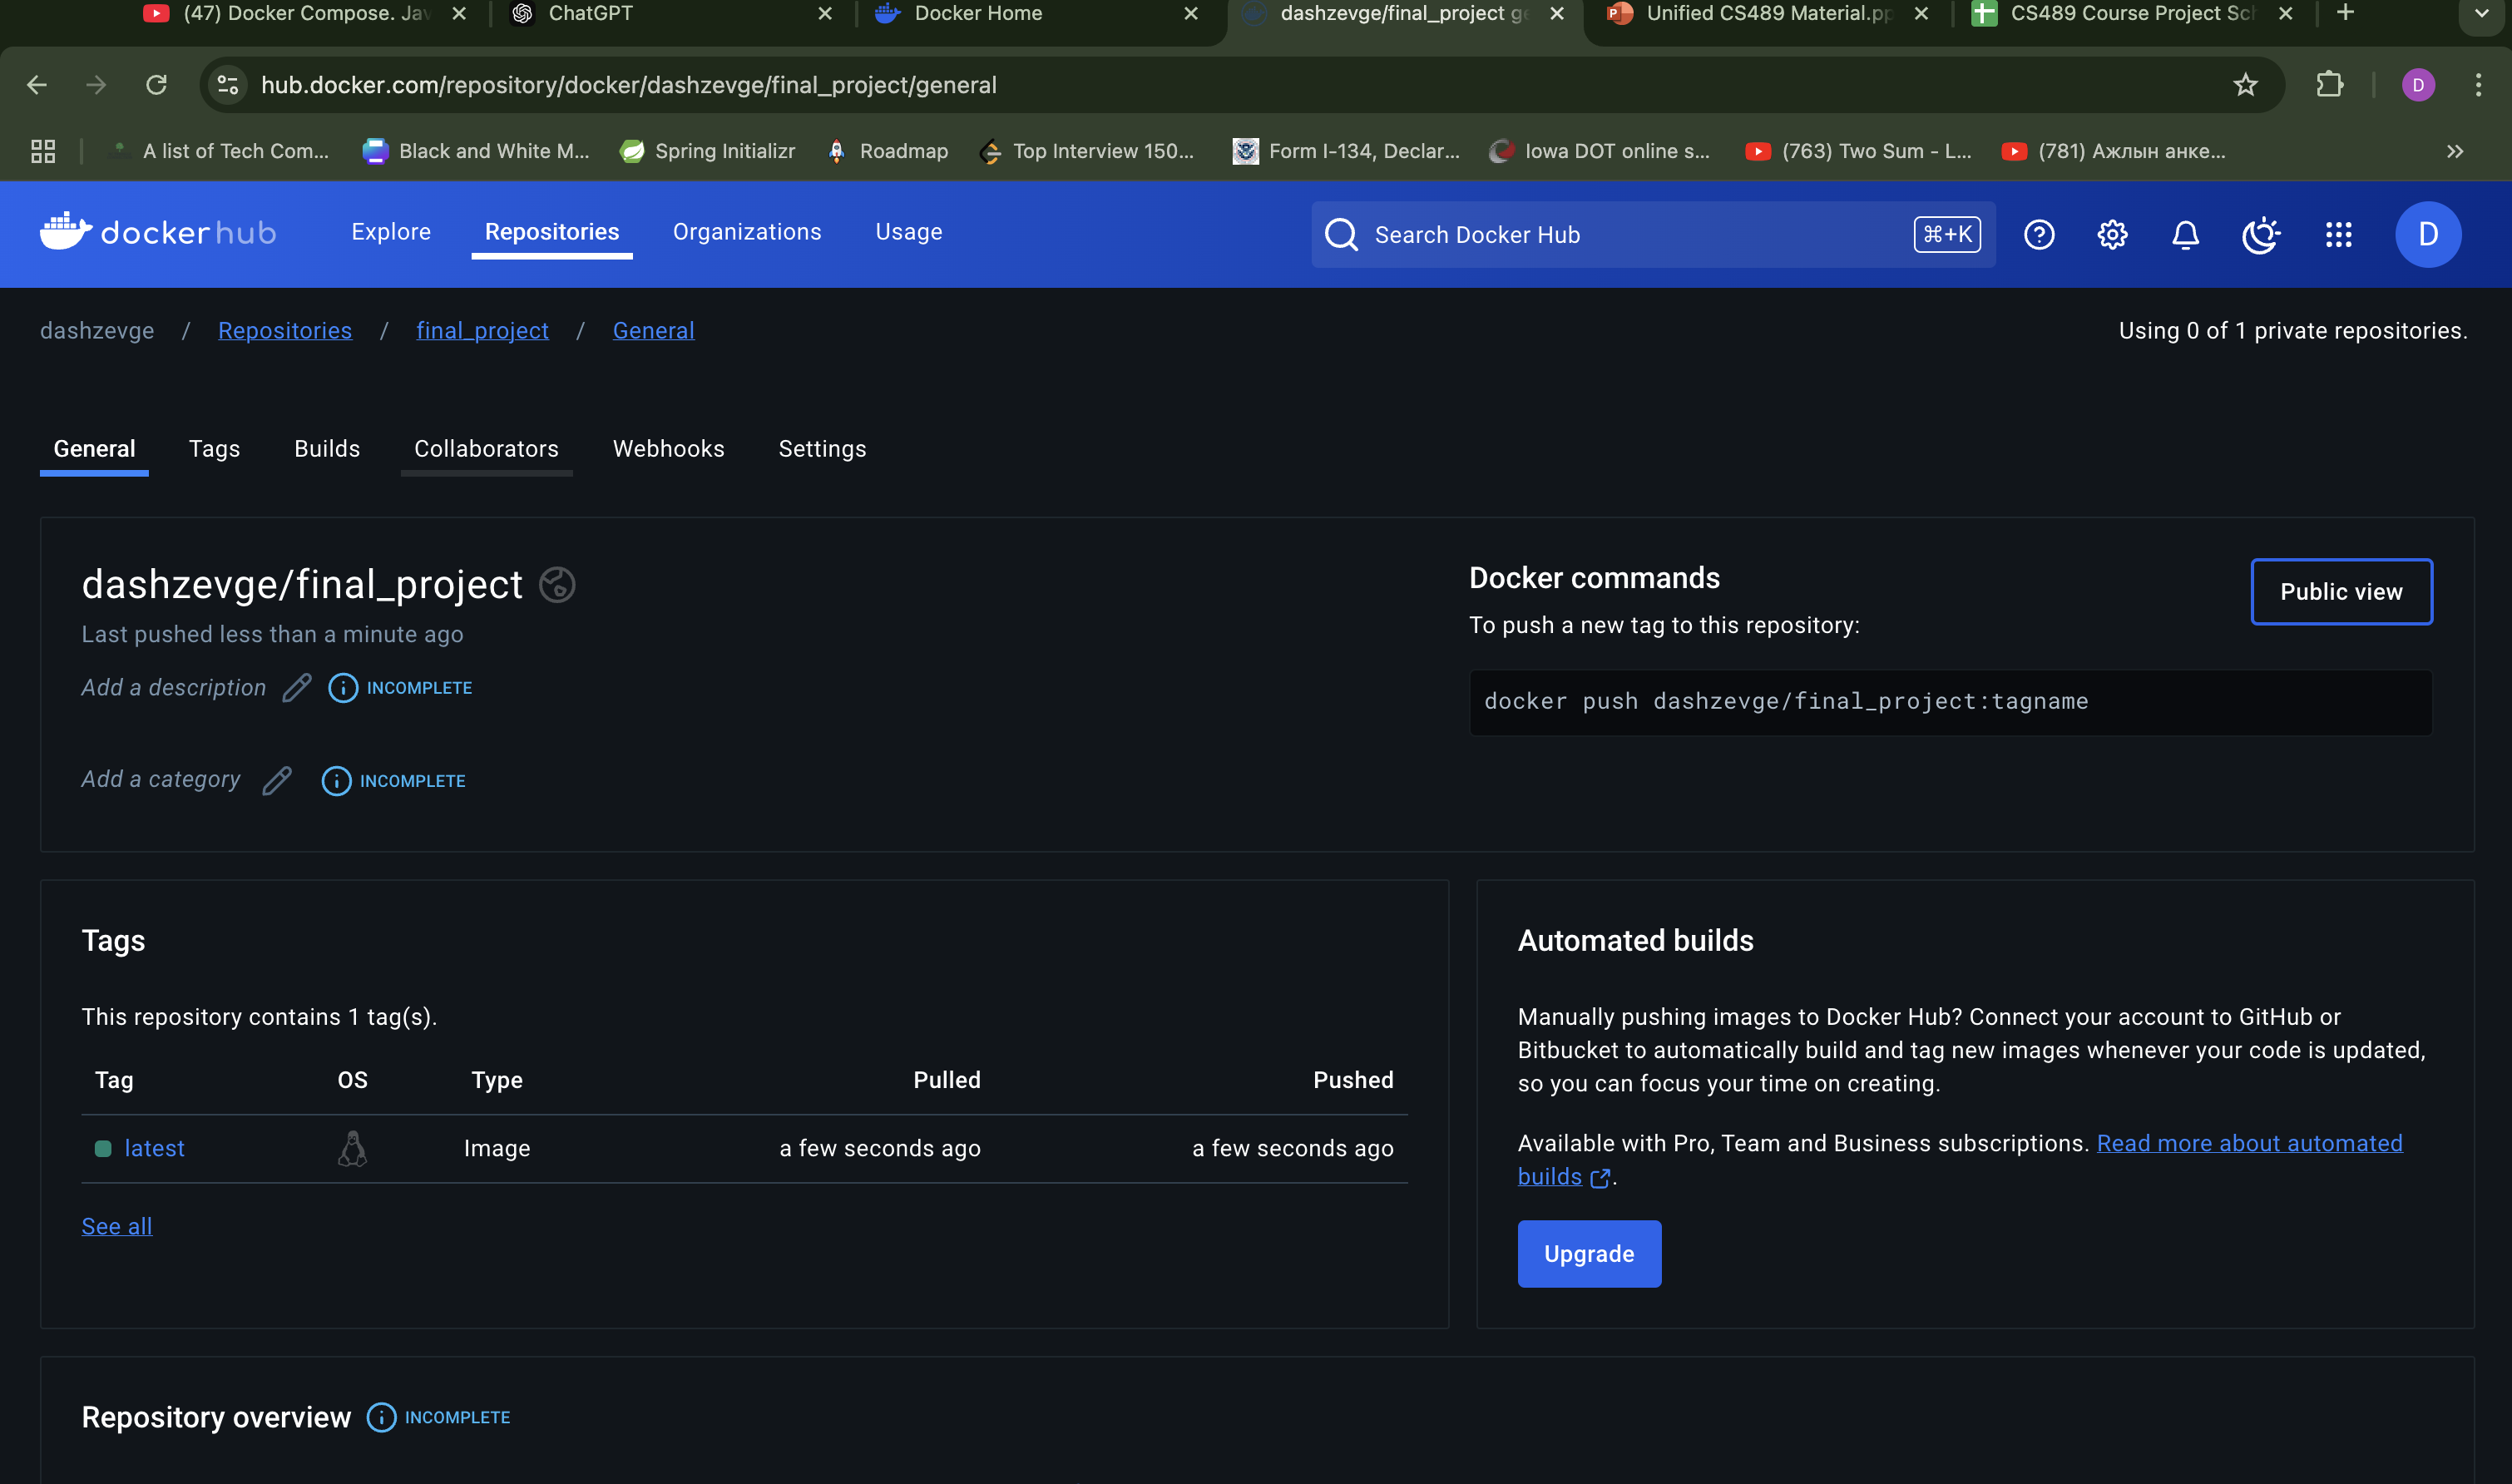 (47) Docker Compose. Jav
ChatGPT
Docker Home
dashzevge/final_project ge
Unified CS489 Material.pp
CS489 Course Project Sch
hub.docker.com/repository/docker/dashzevge/final_project/general
D
A list of Tech Com...
Black and White M...
Spring Initializr
Roadmap
Top Interview 150...
Form I-134, Declar...
Iowa DOT online s...
(763) Two Sum - L...
(781) Ажлын анке...
dockerhub
Explore
Repositories
Organizations
Usage
Search Docker Hub
⌘+K
D
dashzevge / Repositories / final_project / General
Using 0 of 1 private repositories.
General
Tags
Builds
Collaborators
Webhooks
Settings
dashzevge/final_project
Last pushed less than a minute ago
Add a description
INCOMPLETE
Add a category
INCOMPLETE
Docker commands
Public view
To push a new tag to this repository:
docker push dashzevge/final_project:tagname
Tags
This repository contains 1 tag(s).
Tag OS Type Pulled Pushed
latest Image a few seconds ago a few seconds ago
See all
Automated builds
Manually pushing images to Docker Hub? Connect your account to GitHub or
Bitbucket to automatically build and tag new images whenever your code is updated,
so you can focus your time on creating.
Available with Pro, Team and Business subscriptions. Read more about automated
builds.
Upgrade
Repository overview
INCOMPLETE